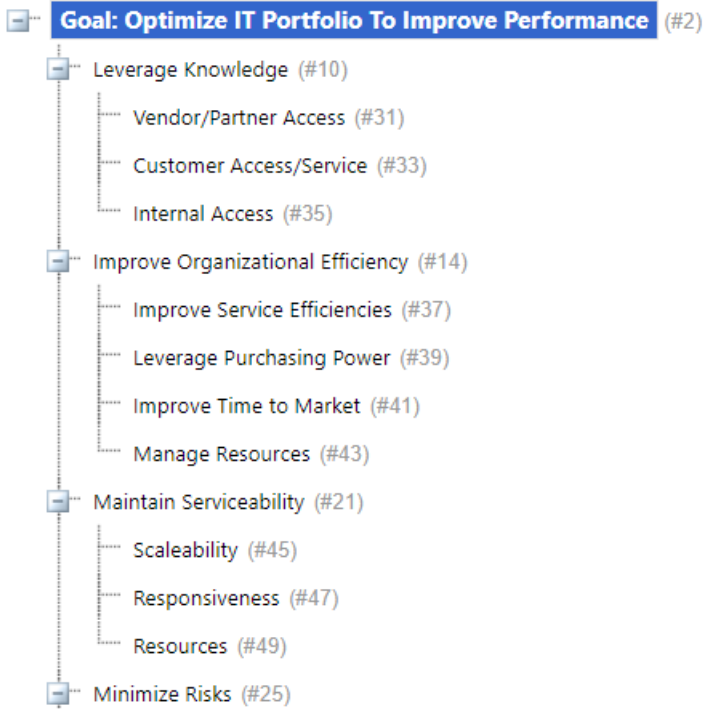 Goal: Optimize IT Portfolio To Improve Performance (#2)
Leverage Knowledge (#10)
Vendor/Partner Access (#31)
Customer Access/Service (#33)
Internal Access (#35)
Improve Organizational Efficiency (#14)
Improve Service Efficiencies (#37)
Leverage Purchasing Power (#39)
Improve Time to Market (#41)
Manage Resources (#43)
Maintain Serviceability (#21)
Scaleability (#45)
Responsiveness (#47)
Resources (#49)
Minimize Risks (#25)